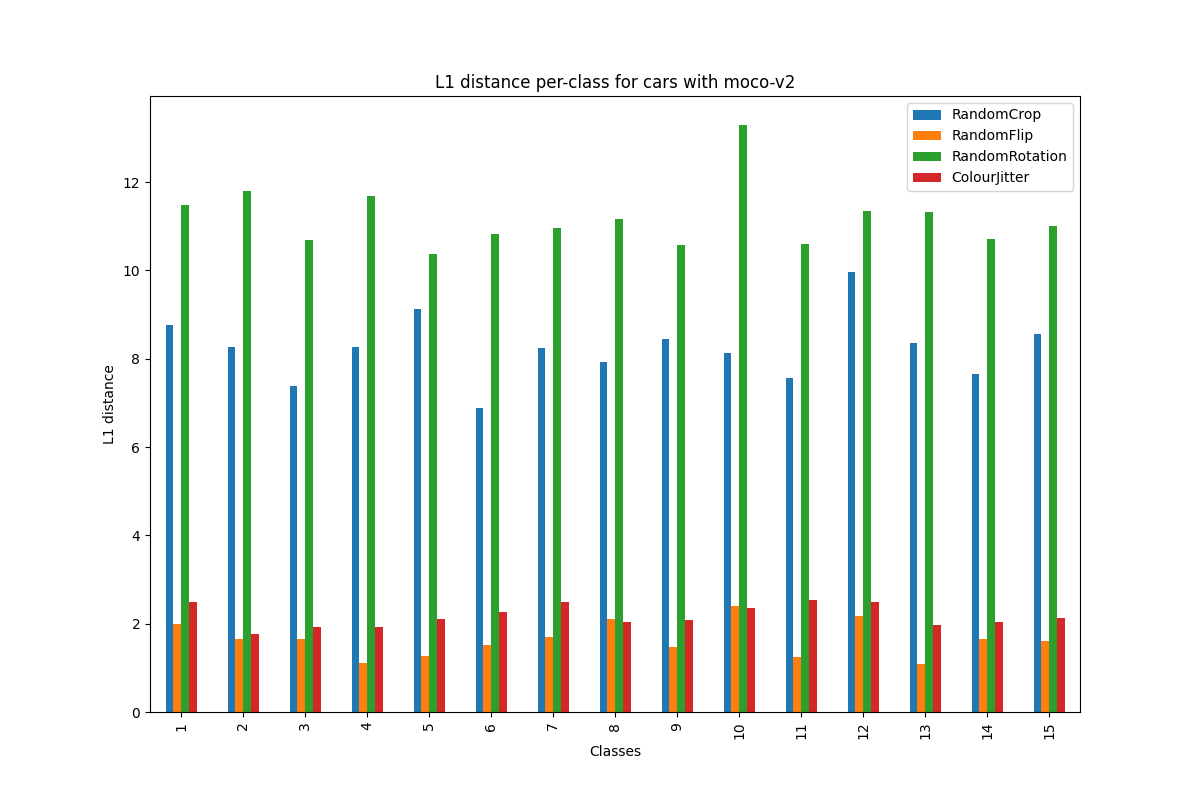 L1 distance per-class for cars with moco-v2
RandomCrop
RandomFlip
RandomRotation
ColourJitter
12
10
8
6
4
2
0
L1 distance
1 2 3 4 5 6 7 8 9 10 11 12 13 14 15
Classes